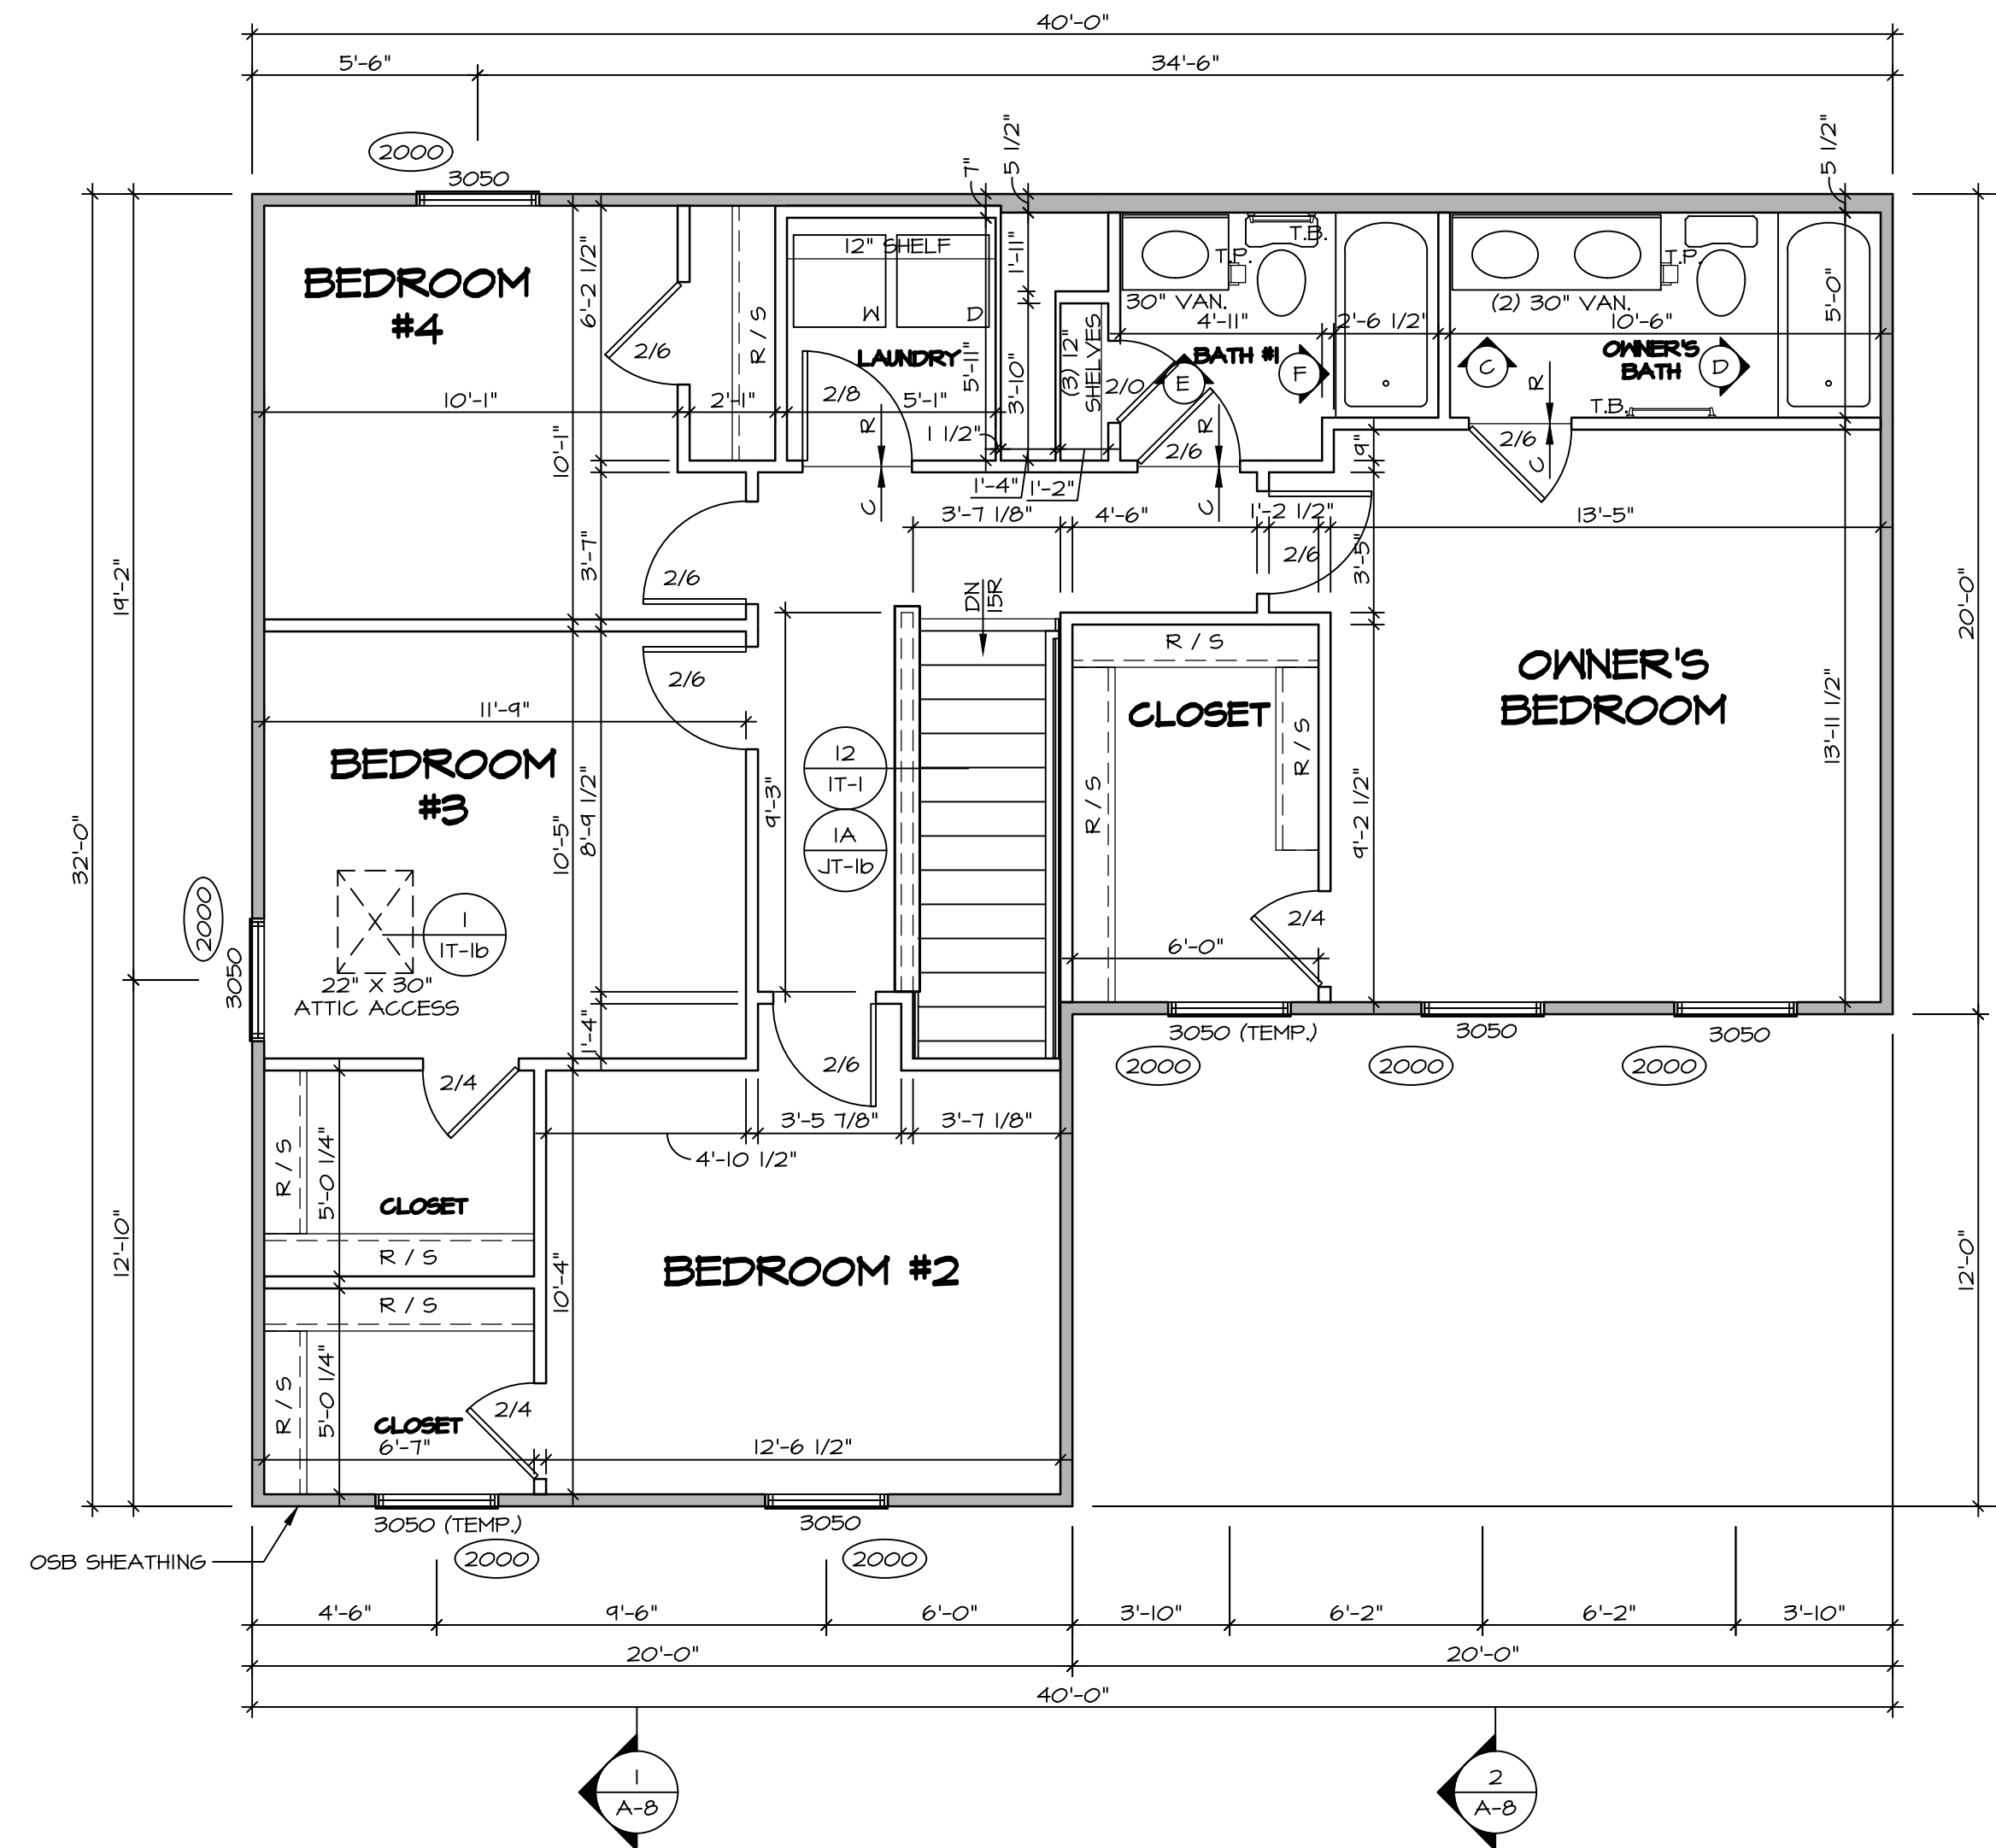 40'-0"
5'-6"
34'-6"
2000
3050
7"
5 1/2"
5 1/2"
BEDROOM
#4
6'-2 1/2"
R / S
12" SHELF
W
D
LAUNDRY
5'-11"
1'-11"
3'-10"
(3) 12"
SHELVES
T.P.
T.B.
30" VAN.
4'-11"
2'-6 1/2"
BATH #1
E
F
(2) 30" VAN.
T.P.
10'-6"
5'-0"
OWNER'S
BATH
C
D
T.B.
2/6
10'-1"
2'-1"
2/8
5'-1"
R
C
1 1/2"
2/0
2/6
R
C
R
C
2/6
9"
10'-1"
3'-7"
1'-4"
1'-2"
3'-7 1/8"
4'-6"
1'-2 1/2"
13'-5"
2/6
3'-5"
2/6
2/6
DN
15R
19'-2"
32'-0"
20'-0"
11'-9"
BEDROOM
#3
10'-5"
8'-9 1/2"
9'-3"
12
IT-1
1A
JT-1b
R / S
CLOSET
R / S
R / S
OWNER'S
BEDROOM
13'-11 1/2"
9'-2 1/2"
2/4
6'-0"
2000
3050
1
IT-1b
22" X 30"
ATTIC ACCESS
1'-4"
3050 (TEMP.)
3050
3050
2000
2000
2000
2/4
2/6
3'-5 7/8"
3'-7 1/8"
4'-10 1/2"
R / S
5'-0 1/4"
CLOSET
R / S
12'-10"
12'-0"
10'-4"
BEDROOM #2
R / S
R / S
5'-0 1/4"
CLOSET
2/4
6'-7"
12'-6 1/2"
3050 (TEMP.)
3050
2000
2000
OSB SHEATHING
4'-6"
9'-6"
6'-0"
3'-10"
6'-2"
6'-2"
3'-10"
20'-0"
20'-0"
40'-0"
1
A-8
2
A-8